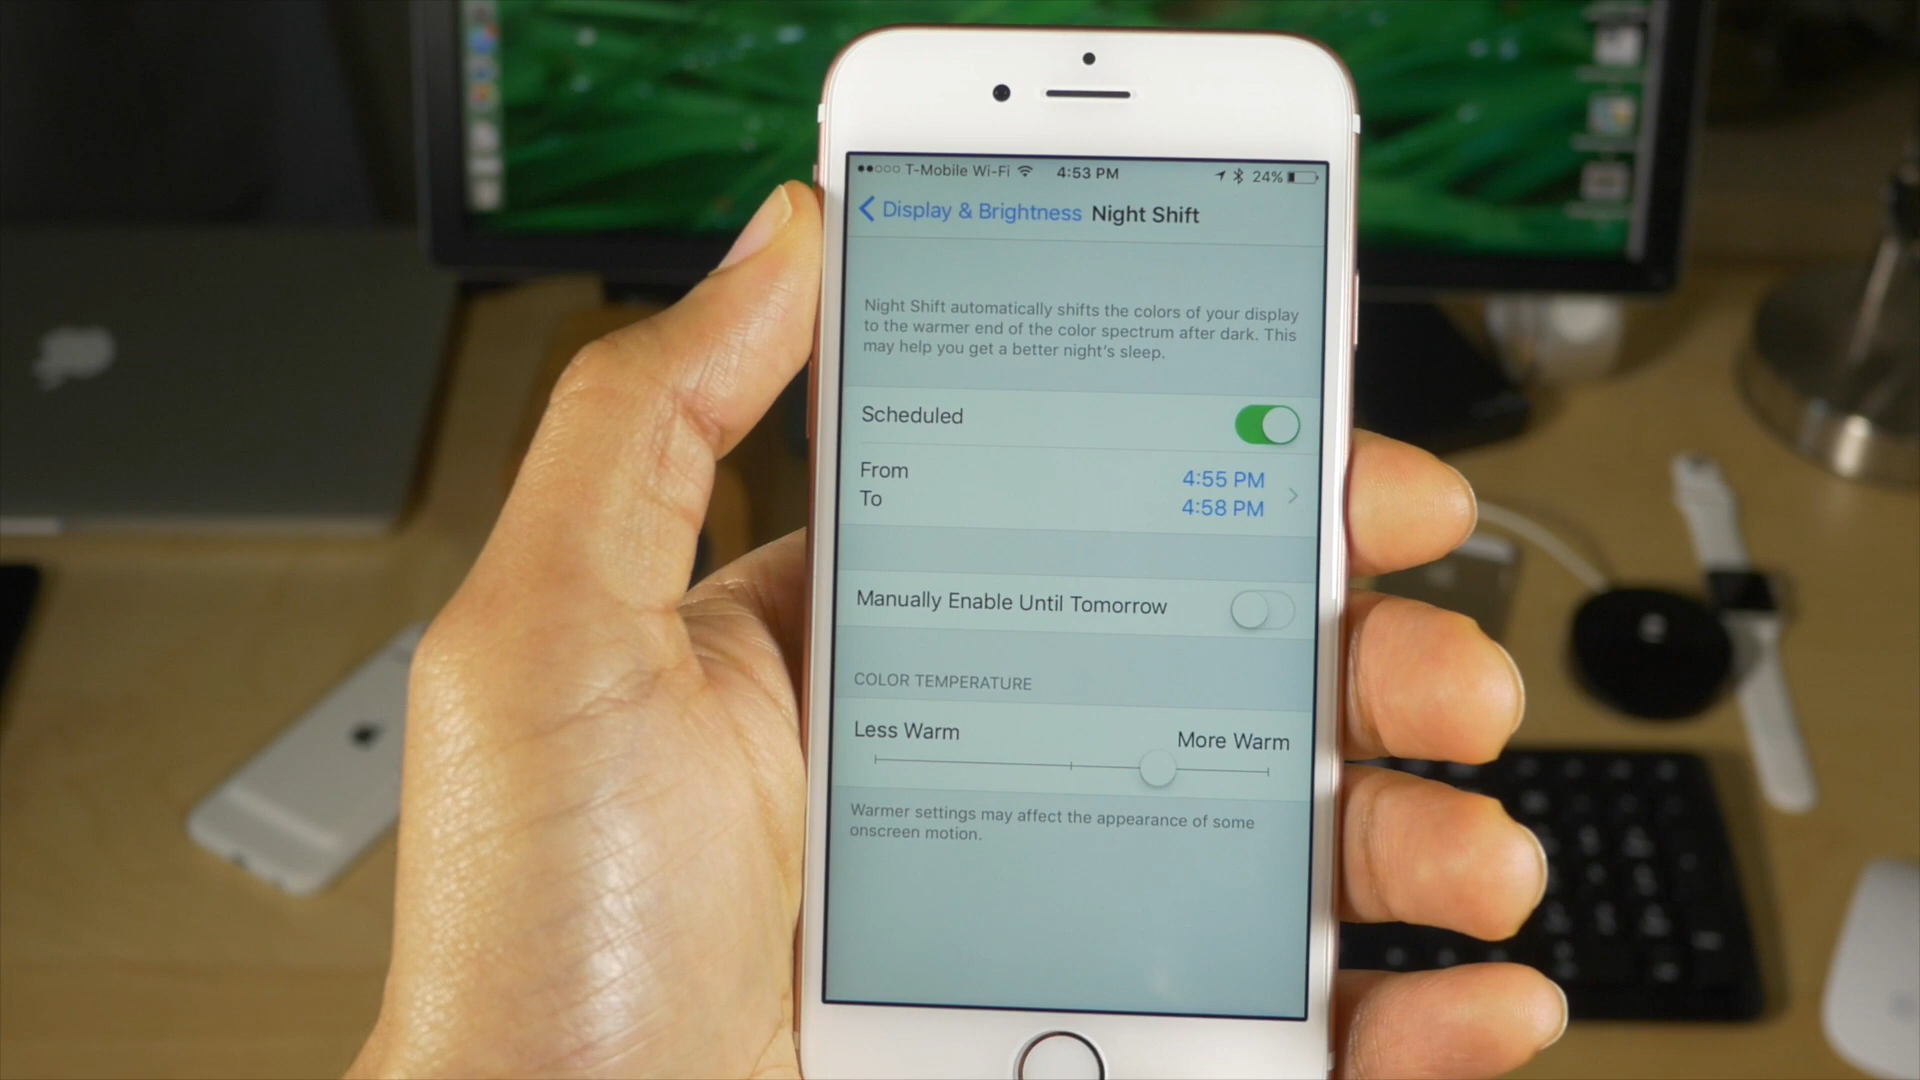 T-Mobile Wi-Fi 4:53 PM 24%
Display & Brightness Night Shift
Night Shift automatically shifts the colors of your display
to the warmer end of the color spectrum after dark. This
may help you get a better night's sleep.
Scheduled
From 4:55 PM
To 4:58 PM
Manually Enable Until Tomorrow
COLOR TEMPERATURE
Less Warm More Warm
Warmer settings may affect the appearance of some
onscreen motion.